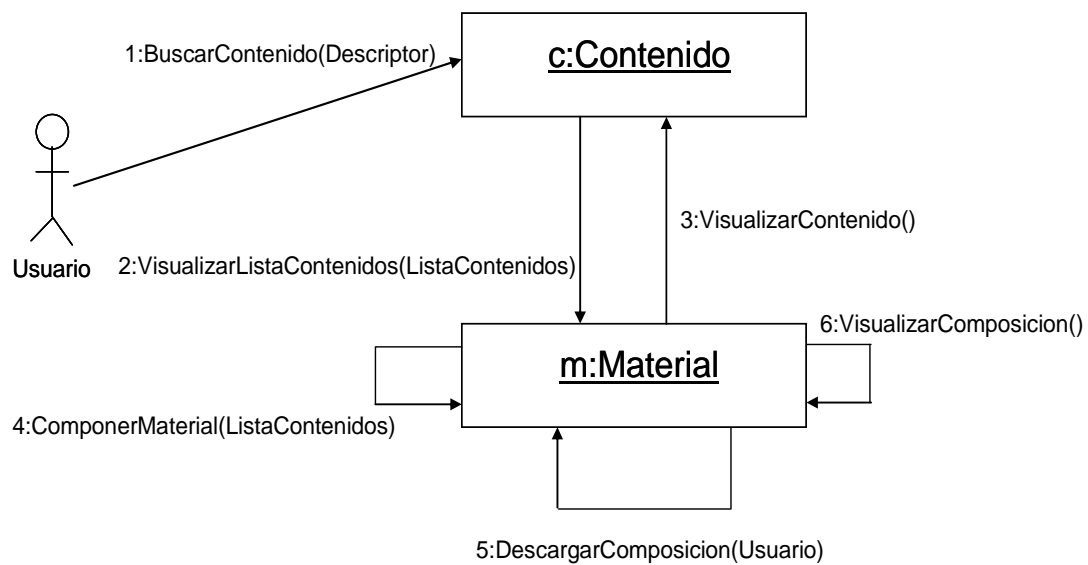 1:BuscarContenido(Descriptor)
c:Contenido
3:VisualizarContenido()
Usuario
2:VisualizarListaContenidos(ListaContenidos)
6:VisualizarComposicion()
m:Material
4:ComponerMaterial(ListaContenidos)
5:DescargarComposicion(Usuario)